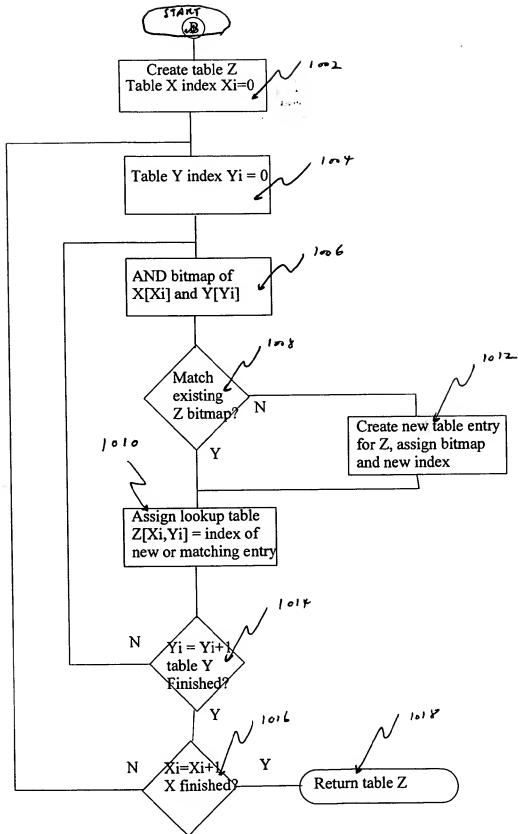 START
B
Create table Z
Table X index Xi=0
1002
Table Y index Yi = 0
1004
AND bitmap of
X[Xi] and Y[Yi]
1006
Match
existing
Z bitmap?
1008
N
Y
Create new table entry
for Z, assign bitmap
and new index
1012
1010
Assign lookup table
Z[Xi,Yi] = index of
new or matching entry
Yi = Yi+1
table Y
Finished?
1014
N
Y
Xi=Xi+1
X finished?
1016
N
Y
Return table Z
1018